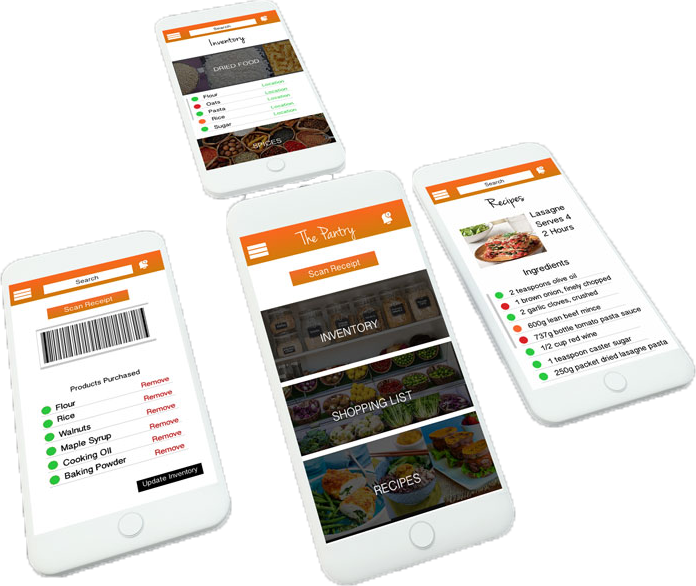 Search
Inventory
DRIED FOOD
Flour Location
Oats Location
Pasta Location
Rice Location
Sugar Location
SPICES
Search
Scan Receipt
Products Purchased
Flour Remove
Rice Remove
Walnuts Remove
Maple Syrup Remove
Cooking OIl Remove
Baking Powder Remove
Update Inventory
The Pantry
Scan Receipt
INVENTORY
SHOPPING LIST
RECIPES
Search
Recipes
Lasagne
Serves 4
2 Hours
Ingredients
2 teaspoons olive oil
1 brown onion, finely chopped
2 garlic cloves, crushed
600g lean beef mince
737g bottle tomato pasta sauce
1/2 cup red wine
1 teaspoon caster sugar
250g packet dried lasagne pasta